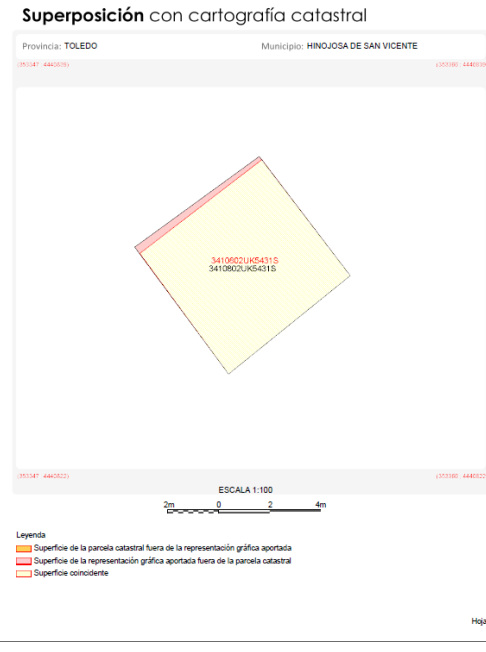 Superposición con cartografía catastral
Provincia: TOLEDO Municipio: HINOJOSA DE SAN VICENTE
3410802UK5431S
3410802UK5431S
ESCALA 1:100
2m 0 2 4m
Leyenda
Superficie de la parcela catastral fuera de la representación gráfica aportada
Superficie de la representación gráfica aportada fuera de la parcela catastral
Superficie coincidente
Hoja